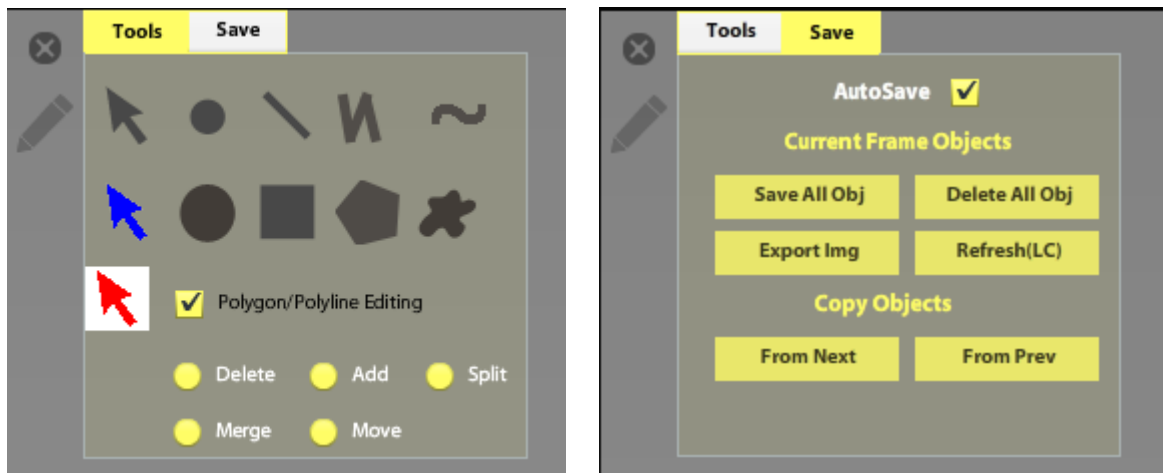 Tools Save
Polygon/Polyline Editing
Delete Add Split
Merge Move
Tools Save
AutoSave
Current Frame Objects
Save All Obj Delete All Obj
Export Img Refresh(LC)
Copy Objects
From Next From Prev